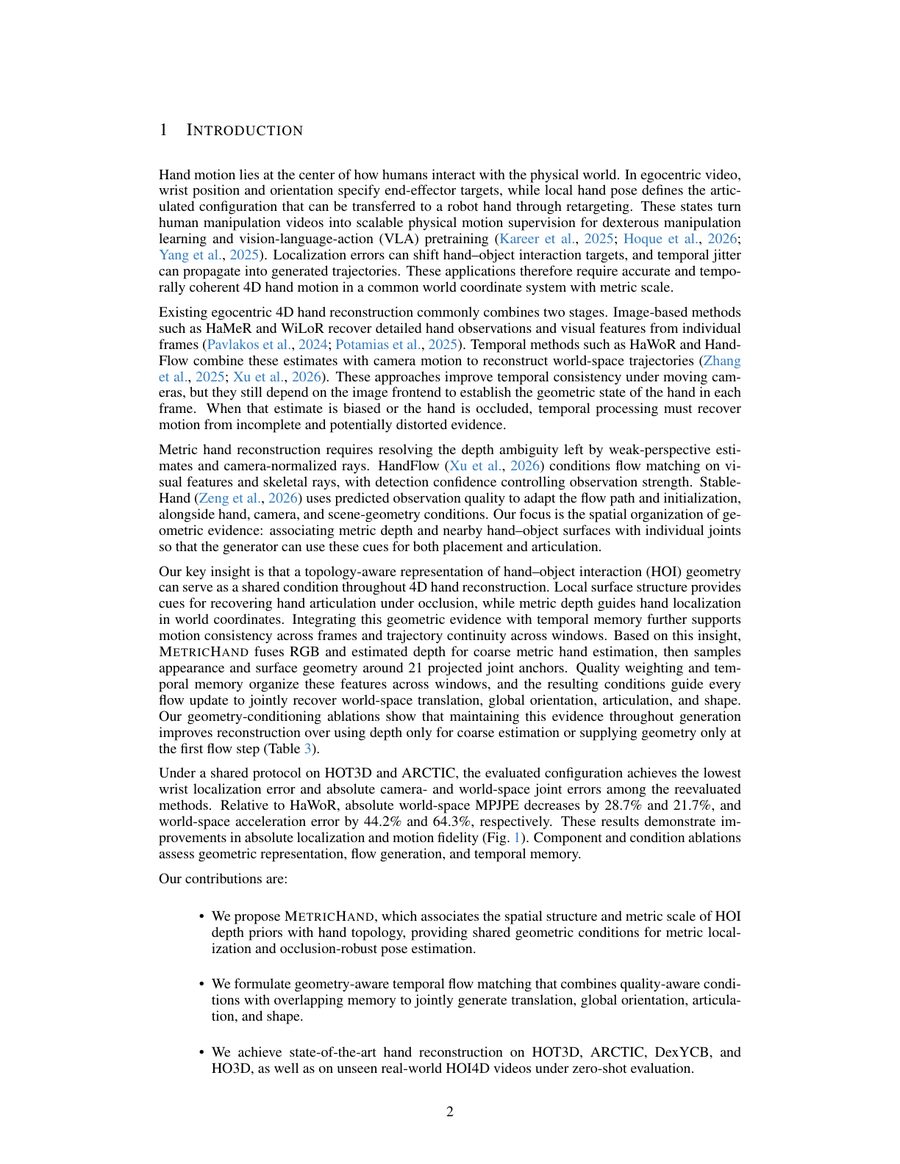 1 INTRODUCTION
Hand motion lies at the center of how humans interact with the physical world. In egocentric video,
wrist position and orientation specify end-effector targets, while local hand pose defines the artic-
ulated configuration that can be transferred to a robot hand through retargeting. These states turn
human manipulation videos into scalable physical motion supervision for dexterous manipulation
learning and vision-language-action (VLA) pretraining (Kareer et al., 2025; Hoque et al., 2026;
Yang et al., 2025). Localization errors can shift hand–object interaction targets, and temporal jitter
can propagate into generated trajectories. These applications therefore require accurate and tempo-
rally coherent 4D hand motion in a common world coordinate system with metric scale.
Existing egocentric 4D hand reconstruction commonly combines two stages. Image-based methods
such as HaMeR and WiLoR recover detailed hand observations and visual features from individual
frames (Pavlakos et al., 2024; Potamias et al., 2025). Temporal methods such as HaWoR and Hand-
Flow combine these estimates with camera motion to reconstruct world-space trajectories (Zhang
et al., 2025; Xu et al., 2026). These approaches improve temporal consistency under moving cam-
eras, but they still depend on the image frontend to establish the geometric state of the hand in each
frame. When that estimate is biased or the hand is occluded, temporal processing must recover
motion from incomplete and potentially distorted evidence.
Metric hand reconstruction requires resolving the depth ambiguity left by weak-perspective esti-
mates and camera-normalized rays. HandFlow (Xu et al., 2026) conditions flow matching on vi-
sual features and skeletal rays, with detection confidence controlling observation strength. Stable-
Hand (Zeng et al., 2026) uses predicted observation quality to adapt the flow path and initialization,
alongside hand, camera, and scene-geometry conditions. Our focus is the spatial organization of ge-
ometric evidence: associating metric depth and nearby hand–object surfaces with individual joints
so that the generator can use these cues for both placement and articulation.
Our key insight is that a topology-aware representation of hand–object interaction (HOI) geometry
can serve as a shared condition throughout 4D hand reconstruction. Local surface structure provides
cues for recovering hand articulation under occlusion, while metric depth guides hand localization
in world coordinates. Integrating this geometric evidence with temporal memory further supports
motion consistency across frames and trajectory continuity across windows. Based on this insight,
METRICHAND fuses RGB and estimated depth for coarse metric hand estimation, then samples
appearance and surface geometry around 21 projected joint anchors. Quality weighting and tem-
poral memory organize these features across windows, and the resulting conditions guide every
flow update to jointly recover world-space translation, global orientation, articulation, and shape.
Our geometry-conditioning ablations show that maintaining this evidence throughout generation
improves reconstruction over using depth only for coarse estimation or supplying geometry only at
the first flow step (Table 3).
Under a shared protocol on HOT3D and ARCTIC, the evaluated configuration achieves the lowest
wrist localization error and absolute camera- and world-space joint errors among the reevaluated
methods. Relative to HaWoR, absolute world-space MPJPE decreases by 28.7% and 21.7%, and
world-space acceleration error by 44.2% and 64.3%, respectively. These results demonstrate im-
provements in absolute localization and motion fidelity (Fig. 1). Component and condition ablations
assess geometric representation, flow generation, and temporal memory.
Our contributions are:
• We propose METRICHAND, which associates the spatial structure and metric scale of HOI
depth priors with hand topology, providing shared geometric conditions for metric local-
ization and occlusion-robust pose estimation.
• We formulate geometry-aware temporal flow matching that combines quality-aware condi-
tions with overlapping memory to jointly generate translation, global orientation, articula-
tion, and shape.
• We achieve state-of-the-art hand reconstruction on HOT3D, ARCTIC, DexYCB, and
HO3D, as well as on unseen real-world HOI4D videos under zero-shot evaluation.
2